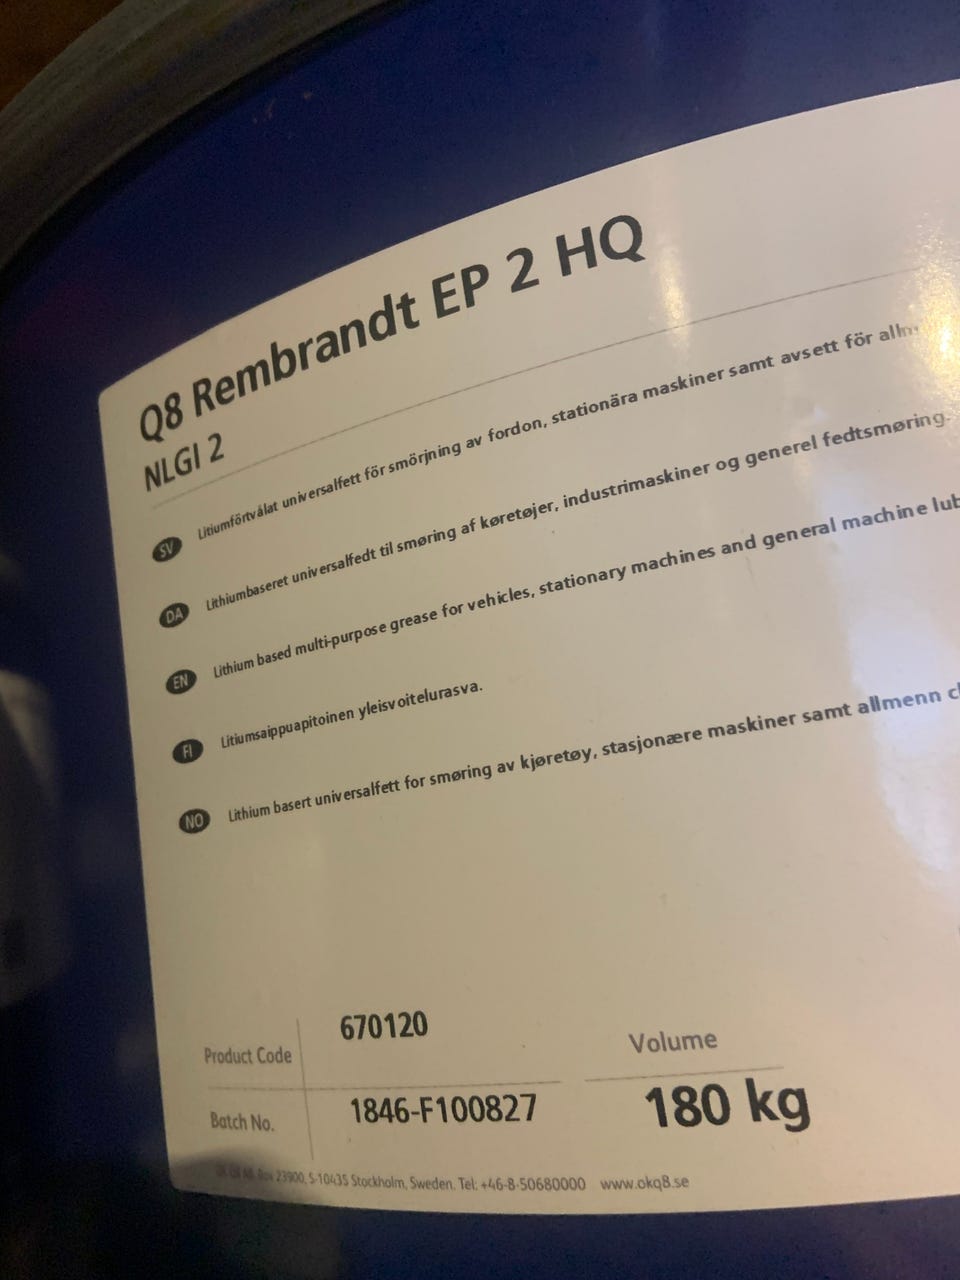 Q8 Rembrandt EP 2 HQ
NLGI 2
SV Litiumförtvålat universalfett för smörjning av fordon, stationära maskiner samt avsett för
DA Lithiumbaseret universalfedt til smøring af køretøjer, industrimaskiner og generel fedtsmøring.
EN Lithium based multi-purpose grease for vehicles, stationary machines and general machine
FI Litiumsaippuapitoinen yleisvoitelurasva.
NO Lithium basert universalfett for smøring av kjøretøy, stasjonære maskiner samt allmenn
Product Code 670120
Volume
Batch No. 1846-F100827
180 kg
Box 23900, S-10435 Stockholm, Sweden. Tel: +46-8-50680000 www.okq8.se